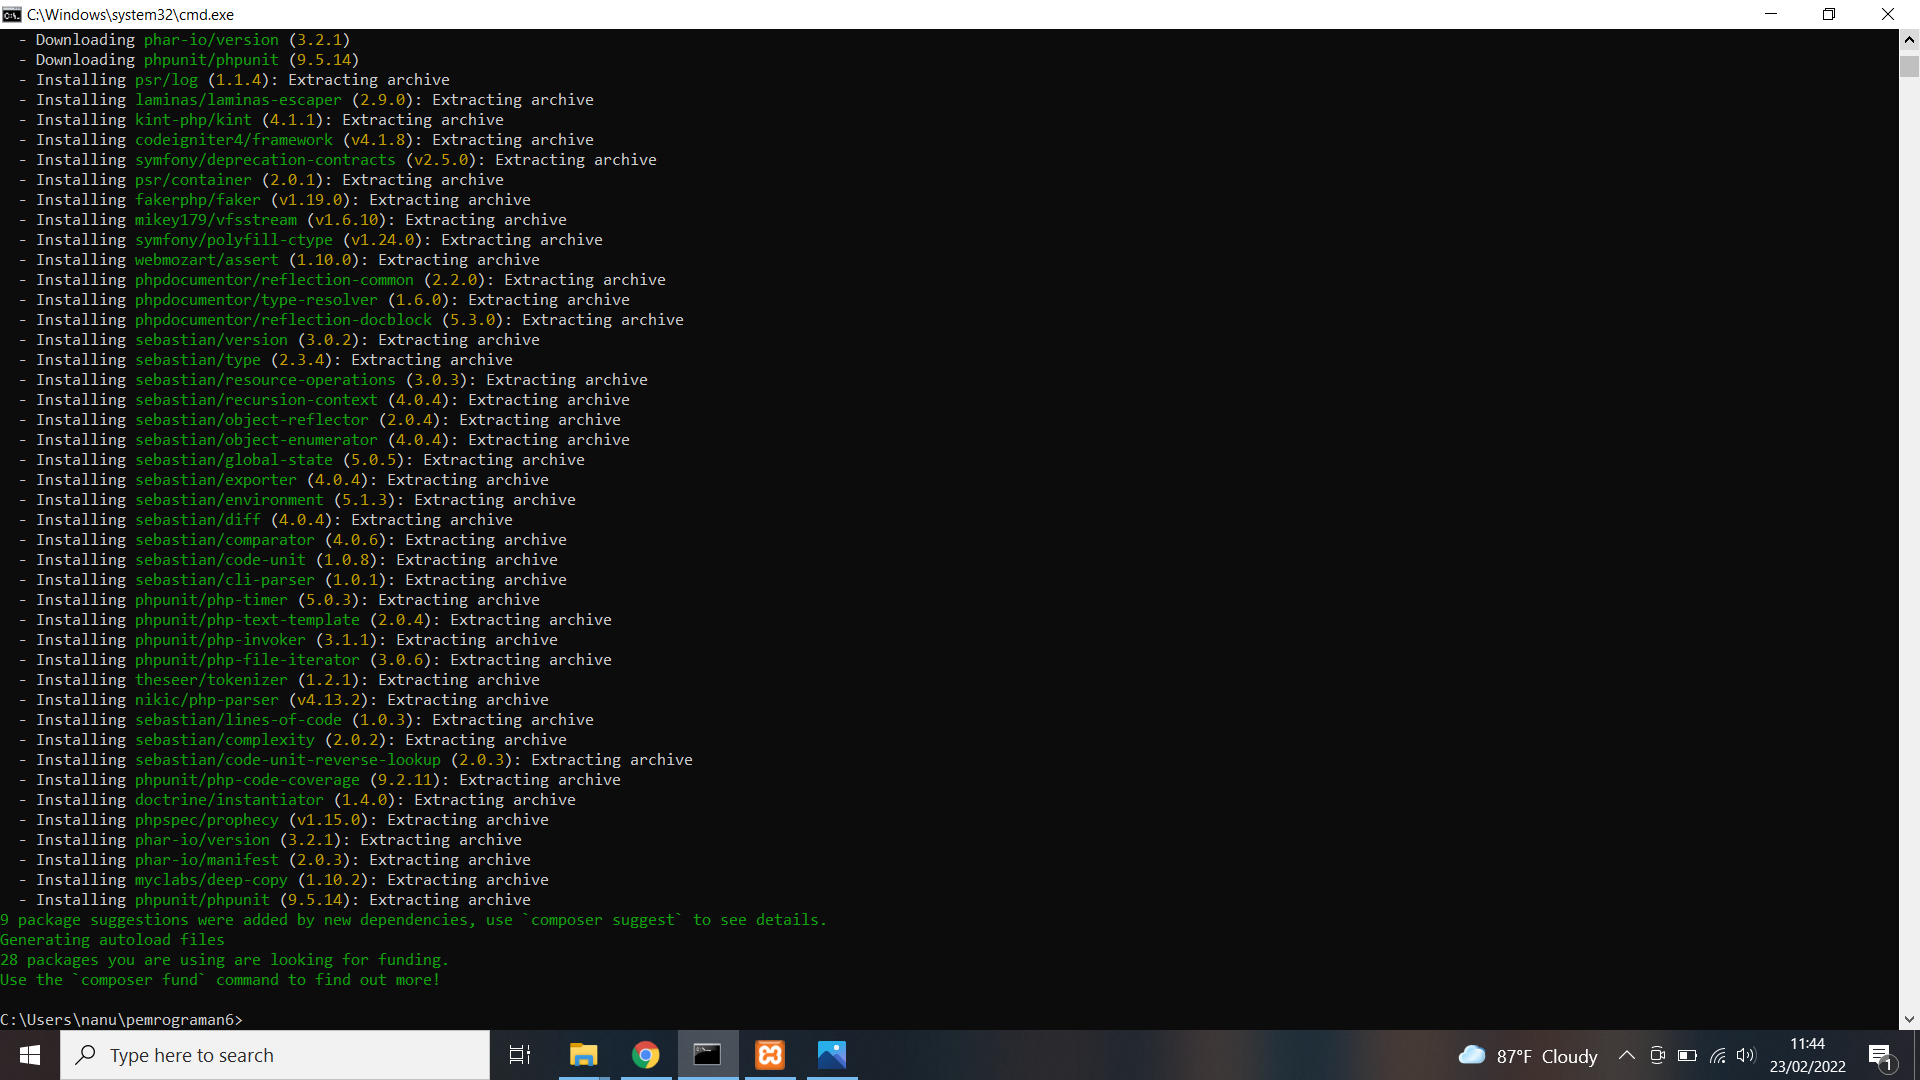 C:\Windows\system32\cmd.exe
- Downloading phar-io/version (3.2.1)
- Downloading phpunit/phpunit (9.5.14)
- Installing psr/log (1.1.4): Extracting archive
- Installing laminas/laminas-escaper (2.9.0): Extracting archive
- Installing kint-php/kint (4.1.1): Extracting archive
- Installing codeigniter4/framework (v4.1.8): Extracting archive
- Installing symfony/deprecation-contracts (v2.5.0): Extracting archive
- Installing psr/container (2.0.1): Extracting archive
- Installing fakerphp/faker (v1.19.0): Extracting archive
- Installing mikey179/vfsstream (v1.6.10): Extracting archive
- Installing symfony/polyfill-ctype (v1.24.0): Extracting archive
- Installing webmozart/assert (1.10.0): Extracting archive
- Installing phpdocumentor/reflection-common (2.2.0): Extracting archive
- Installing phpdocumentor/type-resolver (1.6.0): Extracting archive
- Installing phpdocumentor/reflection-docblock (5.3.0): Extracting archive
- Installing sebastian/version (3.0.2): Extracting archive
- Installing sebastian/type (2.3.4): Extracting archive
- Installing sebastian/resource-operations (3.0.3): Extracting archive
- Installing sebastian/recursion-context (4.0.4): Extracting archive
- Installing sebastian/object-reflector (2.0.4): Extracting archive
- Installing sebastian/object-enumerator (4.0.4): Extracting archive
- Installing sebastian/global-state (5.0.5): Extracting archive
- Installing sebastian/exporter (4.0.4): Extracting archive
- Installing sebastian/environment (5.1.3): Extracting archive
- Installing sebastian/diff (4.0.4): Extracting archive
- Installing sebastian/comparator (4.0.6): Extracting archive
- Installing sebastian/code-unit (1.0.8): Extracting archive
- Installing sebastian/cli-parser (1.0.1): Extracting archive
- Installing phpunit/php-timer (5.0.3): Extracting archive
- Installing phpunit/php-text-template (2.0.4): Extracting archive
- Installing phpunit/php-invoker (3.1.1): Extracting archive
- Installing phpunit/php-file-iterator (3.0.6): Extracting archive
- Installing theseer/tokenizer (1.2.1): Extracting archive
- Installing nikic/php-parser (v4.13.2): Extracting archive
- Installing sebastian/lines-of-code (1.0.3): Extracting archive
- Installing sebastian/complexity (2.0.2): Extracting archive
- Installing sebastian/code-unit-reverse-lookup (2.0.3): Extracting archive
- Installing phpunit/php-code-coverage (9.2.11): Extracting archive
- Installing doctrine/instantiator (1.4.0): Extracting archive
- Installing phpspec/prophecy (v1.15.0): Extracting archive
- Installing phar-io/version (3.2.1): Extracting archive
- Installing phar-io/manifest (2.0.3): Extracting archive
- Installing myclabs/deep-copy (1.10.2): Extracting archive
- Installing phpunit/phpunit (9.5.14): Extracting archive
9 package suggestions were added by new dependencies, use `composer suggest` to see details.
Generating autoload files
28 packages you are using are looking for funding.
Use the `composer fund` command to find out more!
C:\Users\nanu\pemrograman6>
Type here to search
87°F Cloudy
11:44
23/02/2022
1